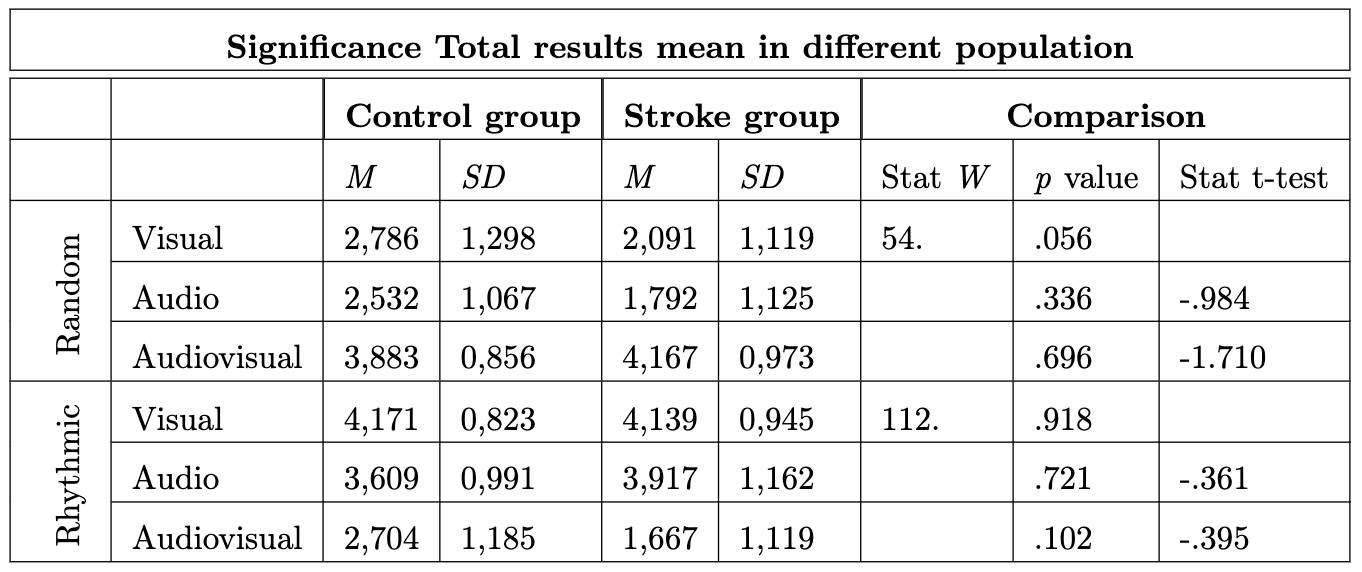 Significance Total results mean in different population
Control group Stroke group Comparison
M SD M SD Stat W p value Stat t-test
Random
Visual 2,786 1,298 2,091 1,119 54. .056
Audio 2,532 1,067 1,792 1,125 .336 -.984
Audiovisual 3,883 0,856 4,167 0,973 .696 -1.710
Rhythmic
Visual 4,171 0,823 4,139 0,945 112. .918
Audio 3,609 0,991 3,917 1,162 .721 -.361
Audiovisual 2,704 1,185 1,667 1,119 .102 -.395